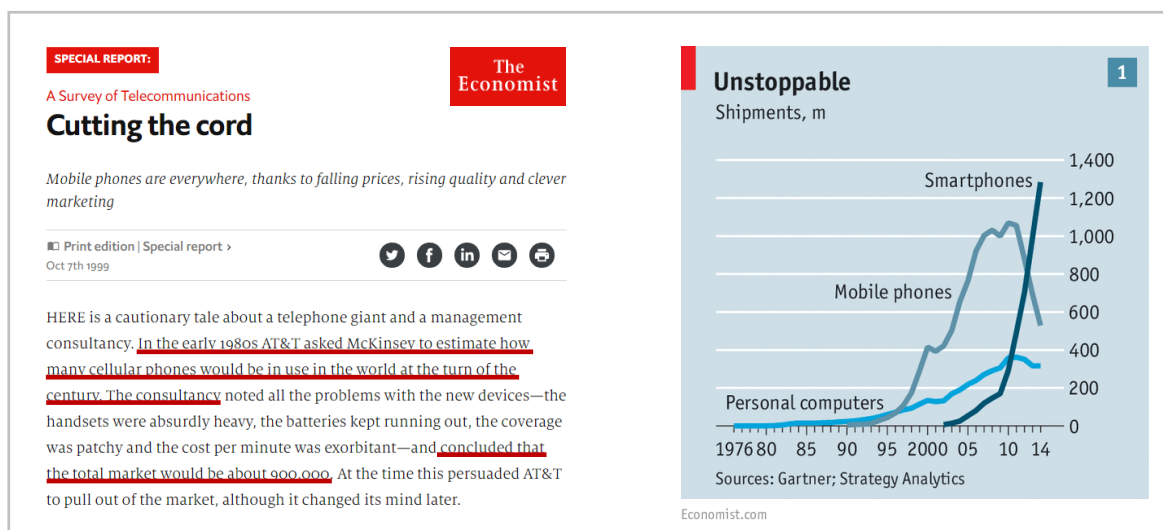 SPECIAL REPORT:
The
Economist
A Survey of Telecommunications
Cutting the cord
Mobile phones are everywhere, thanks to falling prices, rising quality and clever
marketing
Print edition | Special report ›
Oct 7th 1999
f
in
HERE is a cautionary tale about a telephone giant and a management
consultancy. In the early 1980s AT&T asked McKinsey to estimate how
many cellular phones would be in use in the world at the turn of the
century. The consultancy noted all the problems with the new devices—the
handsets were absurdly heavy, the batteries kept running out, the coverage
was patchy and the cost per minute was exorbitant—and concluded that
the total market would be about 900,000. At the time this persuaded AT&T
to pull out of the market, although it changed its mind later.
Unstoppable
1
Shipments, m
1,400
Smartphones
1,200
1,000
800
Mobile phones
600
400
Personal computers
200
0
1976 80 85 90 95 2000 05 10 14
Sources: Gartner; Strategy Analytics
Economist.com